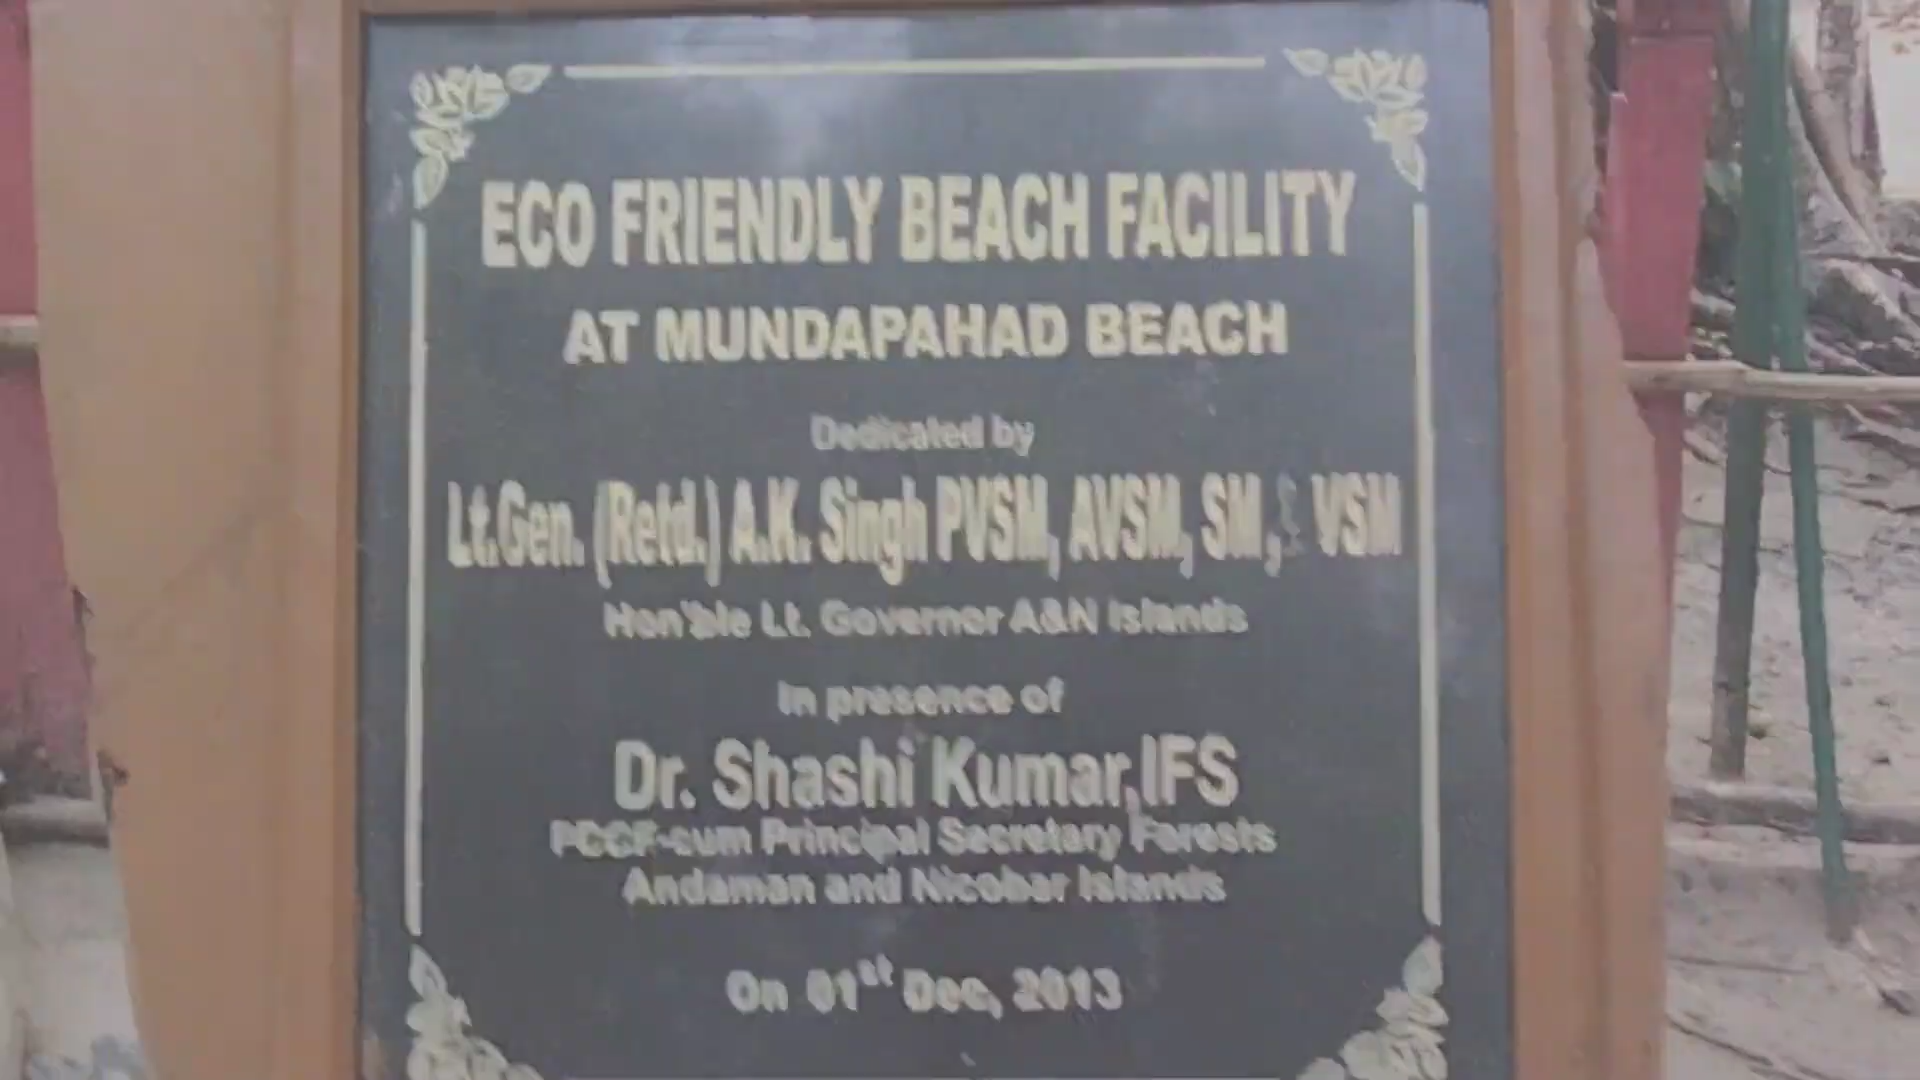 ECO FRIENDLY BEACH FACILITY
AT MUNDAPAHAD BEACH
Dedicated by
Lt.Gen. (Retd.) A.K. Singh PVSM, AVSM, SM, VSM
Hon'ble Lt. Governor A&N Islands
In presence of
Dr. Shashi Kumar,IFS
PCCF-cum Principal Secretary Forests
Andaman and Nicobar Islands
On 01st Dec, 2013